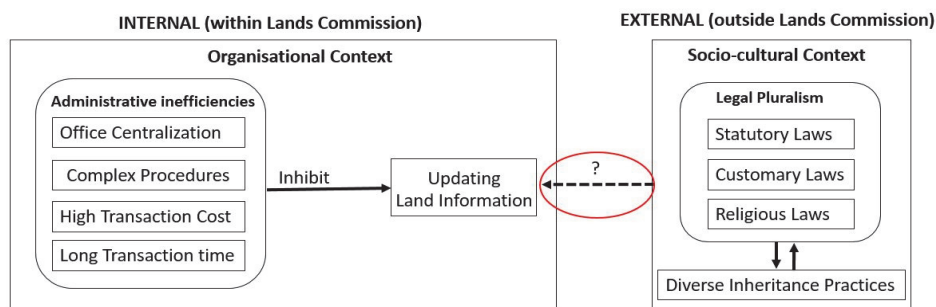 INTERNAL (within Lands Commission)
Organisational Context
Administrative inefficiencies
Office Centralization
Complex Procedures
High Transaction Cost
Long Transaction time
Inhibit
Updating
Land Information
?
EXTERNAL (outside Lands Commission)
Socio-cultural Context
Legal Pluralism
Statutory Laws
Customary Laws
Religious Laws
Diverse Inheritance Practices